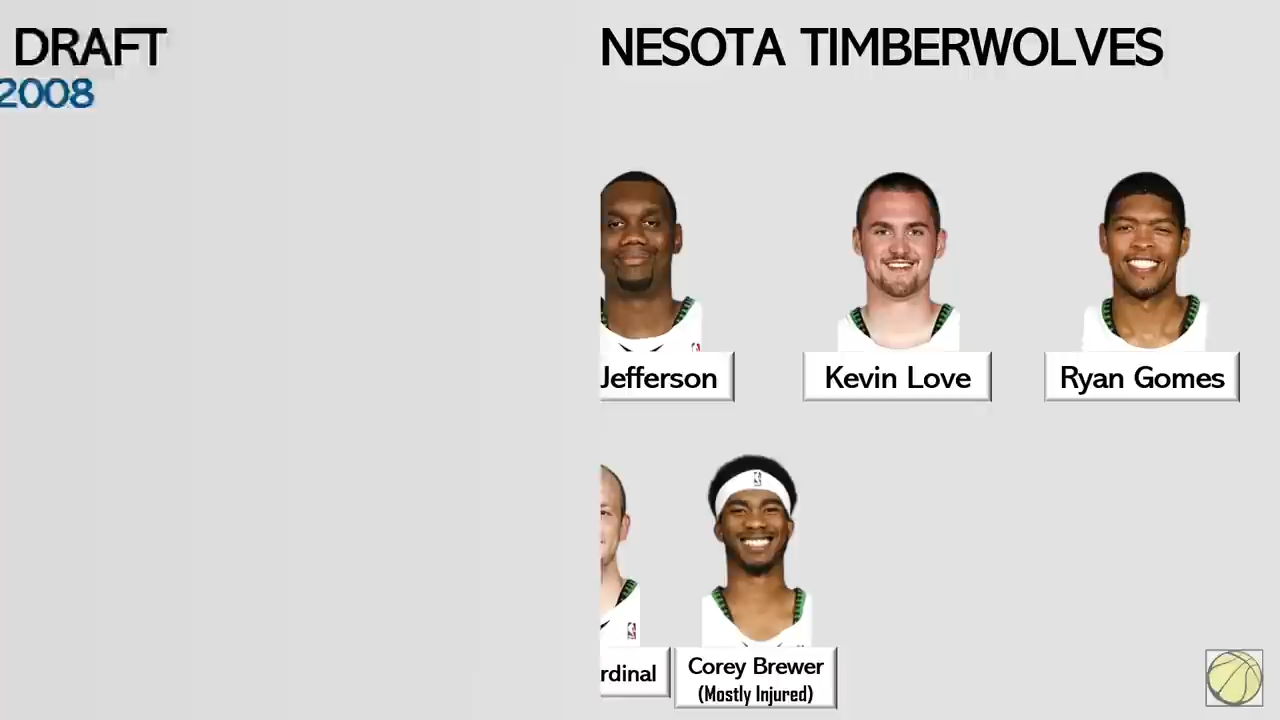 DRAFT
2008
NESOTA TIMBERWOLVES
Jefferson
Kevin Love
Ryan Gomes
rdinal
Corey Brewer
(Mostly Injured)